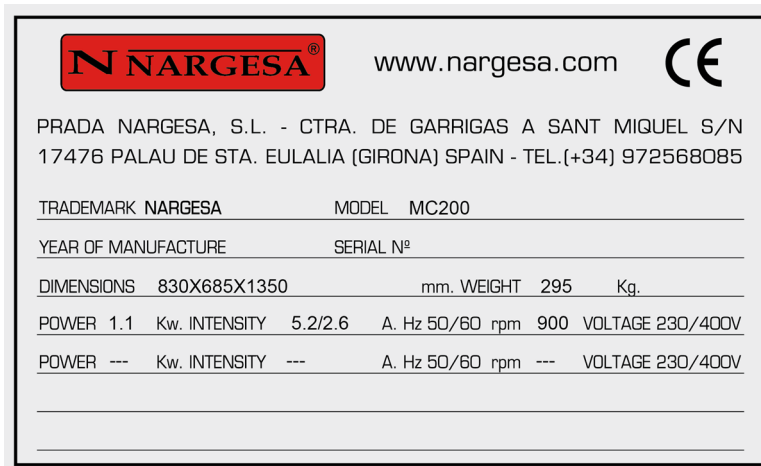 N NARGESA® www.nargesa.com CE
PRADA NARGESA, S.L. - CTRA. DE GARRIGAS A SANT MIQUEL S/N
17476 PALAU DE STA. EULALIA (GIRONA) SPAIN - TEL.(+34) 972568085
TRADEMARK NARGESA MODEL MC200
YEAR OF MANUFACTURE SERIAL Nº
DIMENSIONS 830X685X1350 mm. WEIGHT 295 Kg.
POWER 1.1 Kw. INTENSITY 5.2/2.6 A. Hz 50/60 rpm 900 VOLTAGE 230/400V
POWER --- Kw. INTENSITY --- A. Hz 50/60 rpm --- VOLTAGE 230/400V